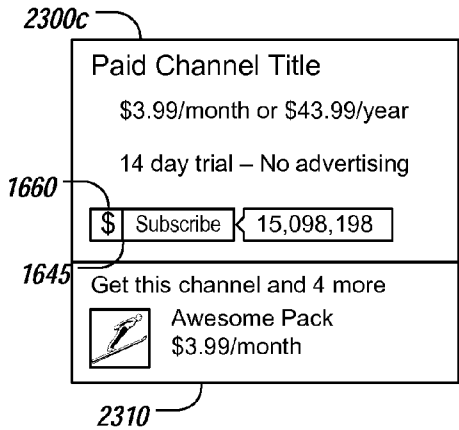 2300c
Paid Channel Title
$3.99/month or $43.99/year
14 day trial – No advertising
1660
$ Subscribe 15,098,198
1645
Get this channel and 4 more
Awesome Pack
$3.99/month
2310